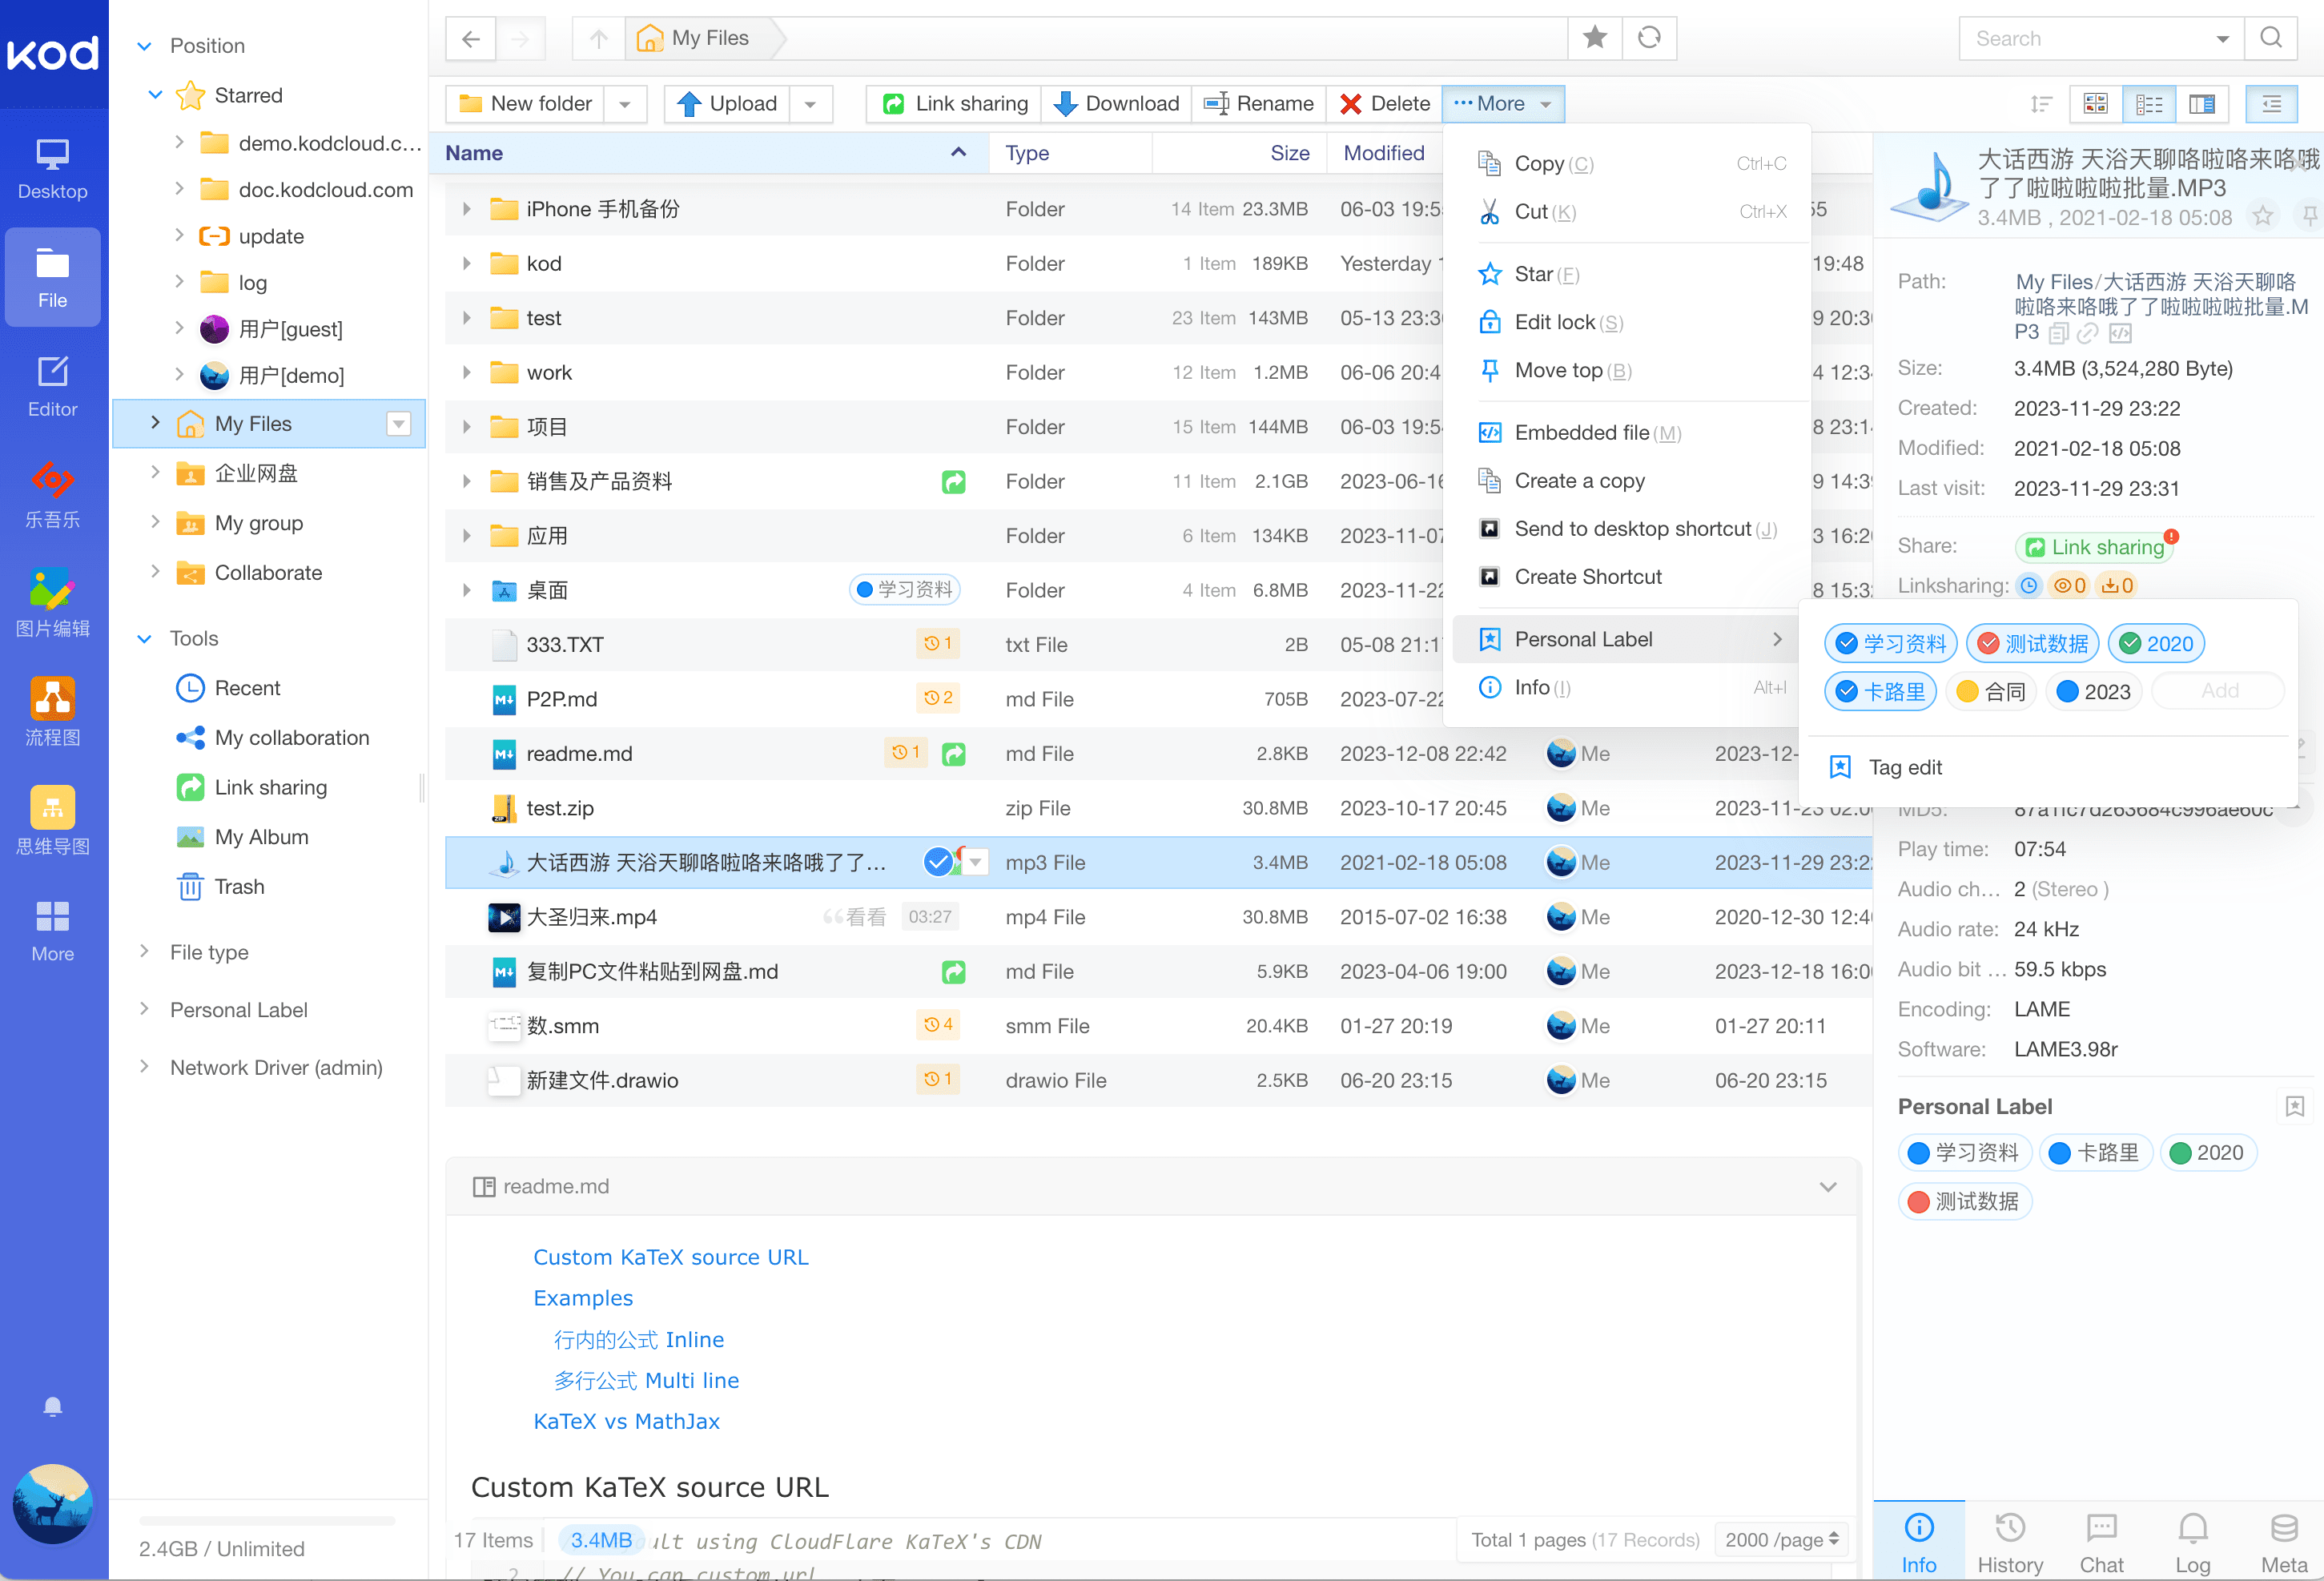 kod
Desktop
File
Editor
乐吾乐
图片编辑
流程图
思维导图
More
Position
Starred
demo.kodcloud.c...
doc.kodcloud.com
update
log
用户[guest]
用户[demo]
My Files
企业网盘
My group
Collaborate
Tools
Recent
My collaboration
Link sharing
My Album
Trash
File type
Personal Label
Network Driver (admin)
2.4GB / Unlimited
My Files
Search
New folder
Upload
Link sharing
Download
Rename
Delete
More
Name Type Size Modified
iPhone 手机备份 Folder 14 Item 23.3MB 06-03 19:5
kod Folder 1 Item 189KB Yesterday 19:48
test Folder 23 Item 143MB 05-13 23:3
work Folder 12 Item 1.2MB 06-06 20:4
项目 Folder 15 Item 144MB 06-03 19:5
销售及产品资料 Folder 11 Item 2.1GB 2023-06-16
应用 Folder 6 Item 134KB 2023-11-07
桌面 学习资料 Folder 4 Item 6.8MB 2023-11-22
333.TXT 1 txt File 2B 05-08 21:1
P2P.md 2 md File 705B 2023-07-22
readme.md 1 md File 2.8KB 2023-12-08 22:42 Me 2023-12-
test.zip zip File 30.8MB 2023-10-17 20:45 Me 2023-11-23 02:0
大话西游 天浴天聊咯啦咯来咯哦了了... mp3 File 3.4MB 2021-02-18 05:08 Me 2023-11-29 23:2
大圣归来.mp4 看看 03:27 mp4 File 30.8MB 2015-07-02 16:38 Me 2020-12-30 12:4
复制PC文件粘贴到网盘.md md File 5.9KB 2023-04-06 19:00 Me 2023-12-18 16:0
数.smm 4 smm File 20.4KB 01-27 20:19 Me 01-27 20:11
新建文件.drawio 1 drawio File 2.5KB 06-20 23:15 Me 06-20 23:15
Copy (C) Ctrl+C
Cut (K) Ctrl+X
Star (F)
Edit lock (S)
Move top (B)
Embedded file (M)
Create a copy
Send to desktop shortcut (J)
Create Shortcut
Personal Label
Info (I) Alt+I
学习资料 测试数据 2020
卡路里 合同 2023 Add
Tag edit
readme.md
Custom KaTeX source URL
Examples
行内的公式 Inline
多行公式 Multi line
KaTeX vs MathJax
Custom KaTeX source URL
17 Items 3.4MB ult using CloudFlare KaTeX's CDN
Total 1 pages (17 Records) 2000 /page
2 // You can custom url
大话西游 天浴天聊咯啦咯来咯哦
了了啦啦啦啦批量.MP3
3.4MB , 2021-02-18 05:08
Path: My Files/大话西游 天浴天聊咯
啦咯来咯哦了了啦啦啦啦批量.M
P3
Size: 3.4MB (3,524,280 Byte)
Created: 2023-11-29 23:22
Modified: 2021-02-18 05:08
Last visit: 2023-11-29 23:31
Share: Link sharing
Linksharing: 0 0
Play time: 07:54
Audio ch... 2 (Stereo )
Audio rate: 24 kHz
Audio bit ... 59.5 kbps
Encoding: LAME
Software: LAME3.98r
Personal Label
学习资料 卡路里 2020
测试数据
Info
History
Chat
Log
Meta